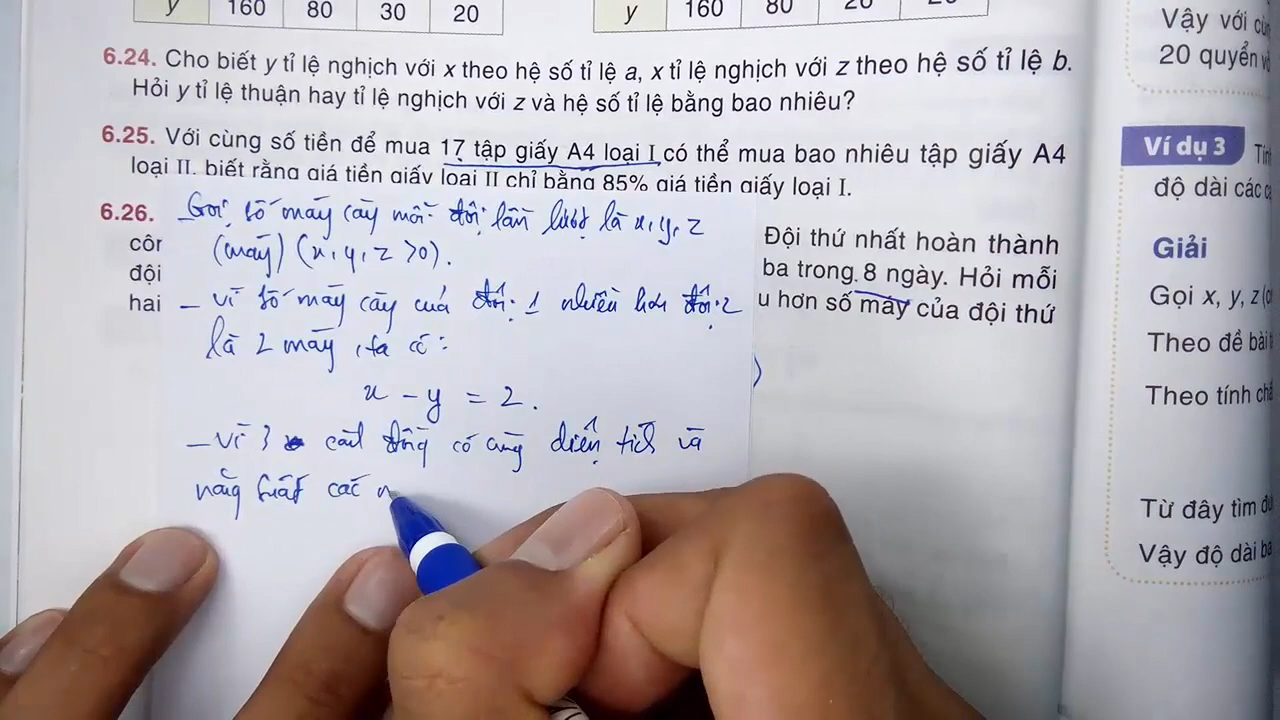 y 160 80 30 20
y 160 80 20 20
6.24. Cho biết y tỉ lệ nghịch với x theo hệ số tỉ lệ a, x tỉ lệ nghịch với z theo hệ số tỉ lệ b.
Hỏi y tỉ lệ thuận hay tỉ lệ nghịch với z và hệ số tỉ lệ bằng bao nhiêu?
6.25. Với cùng số tiền để mua 17 tập giấy A4 loại I có thể mua bao nhiêu tập giấy A4
loại II, biết rằng giá tiền giấy loại II chỉ bằng 85% giá tiền giấy loại I.
6.26.
côn Đội thứ nhất hoàn thành
đội ba trong 8 ngày. Hỏi mỗi
hai u hơn số máy của đội thứ
- Gọi số máy cày mỗi đội lần lượt là x, y, z
(máy) (x, y, z > 0).
- vì số máy cày của đội 1 nhiều hơn đội 2
là 2 máy, ta có:
x - y = 2.
- vì 3 cánh đồng có cùng diện tích và
năng suất các
Vậy với cùn
20 quyển vở
Ví dụ 3
độ dài các cạ
Giải
Gọi x, y, z
Theo đề bài
Theo tính chấ
Từ đây tìm đư
Vậy độ dài ba